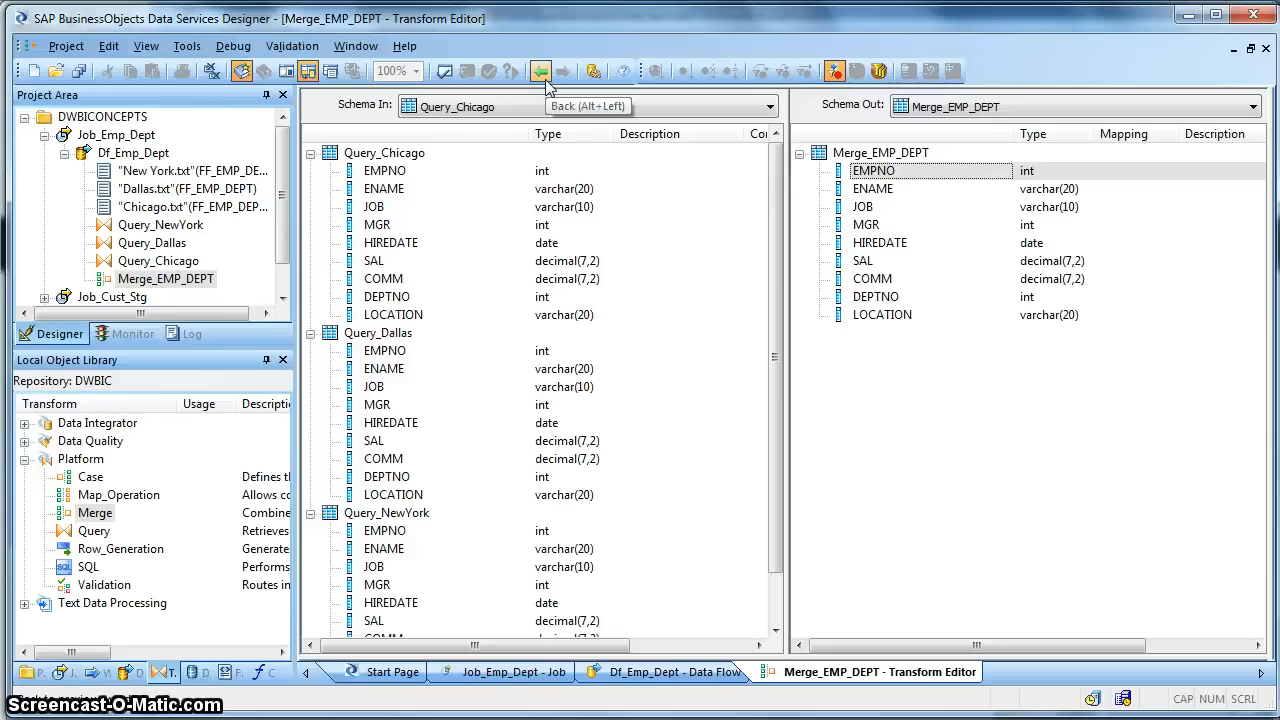 SAP BusinessObjects Data Services Designer - [Merge_EMP_DEPT - Transform Editor]
Project Edit View Tools Debug Validation Window Help
100%
Project Area
DWBICONCEPTS
Job_Emp_Dept
Df_Emp_Dept
"New York.txt"(FF_EMP_DE...
"Dallas.txt"(FF_EMP_DEPT)
"Chicago.txt"(FF_EMP_DEP...
Query_NewYork
Query_Dallas
Query_Chicago
Merge_EMP_DEPT
Job_Cust_Stg
Designer Monitor Log
Local Object Library
Repository: DWBIC
Transform Usage Descripti
Data Integrator
Data Quality
Platform
Case Defines th
Map_Operation Allows co
Merge Combine
Query Retrieves
Row_Generation Generate
SQL Performs
Validation Routes in
Text Data Processing
P. J. W D T. D F. C
Schema In: Query_Chicago
Back (Alt+Left)
Type Description Co
Query_Chicago
EMPNO int
ENAME varchar(20)
JOB varchar(10)
MGR int
HIREDATE date
SAL decimal(7,2)
COMM decimal(7,2)
DEPTNO int
LOCATION varchar(20)
Query_Dallas
EMPNO int
ENAME varchar(20)
JOB varchar(10)
MGR int
HIREDATE date
SAL decimal(7,2)
COMM decimal(7,2)
DEPTNO int
LOCATION varchar(20)
Query_NewYork
EMPNO int
ENAME varchar(20)
JOB varchar(10)
MGR int
HIREDATE date
SAL decimal(7,2)
Schema Out: Merge_EMP_DEPT
Type Mapping Description
Merge_EMP_DEPT
EMPNO int
ENAME varchar(20)
JOB varchar(10)
MGR int
HIREDATE date
SAL decimal(7,2)
COMM decimal(7,2)
DEPTNO int
LOCATION varchar(20)
Start Page Job_Emp_Dept - Job Df_Emp_Dept - Data Flow Merge_EMP_DEPT - Transform Editor
CAP NUM SCRL
Screencast-O-Matic.com